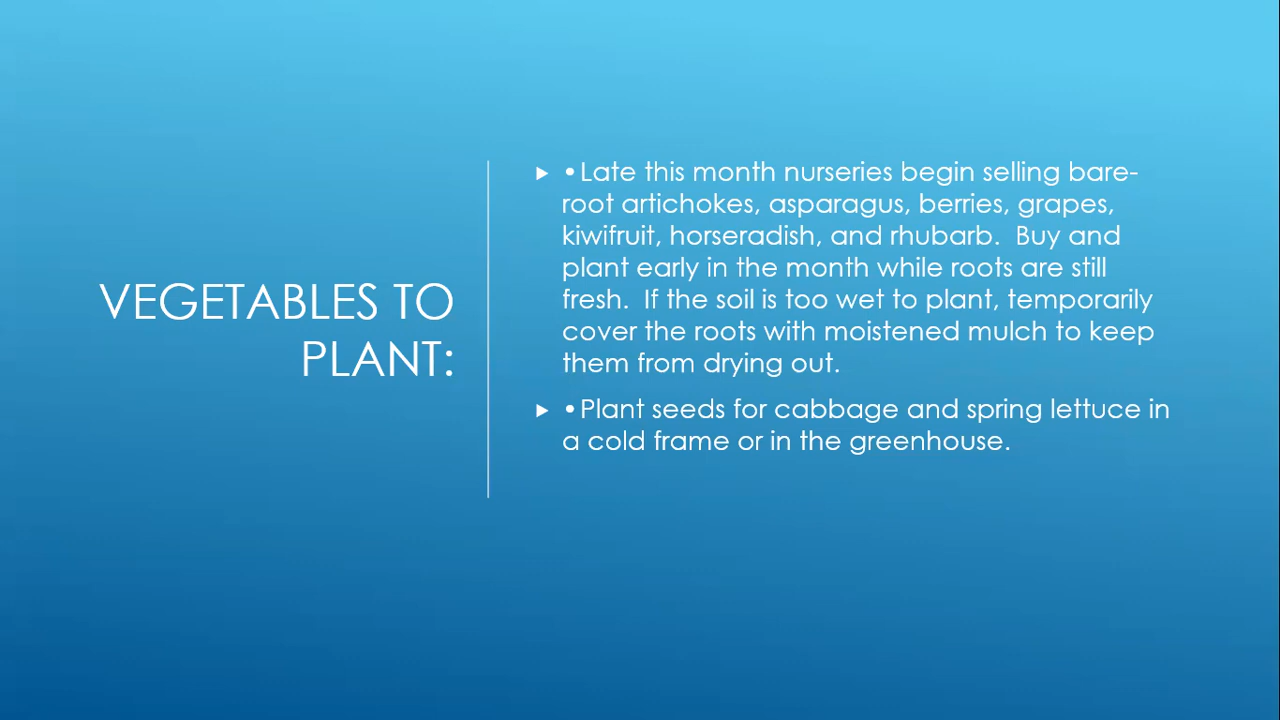 VEGETABLES TO
PLANT:
•Late this month nurseries begin selling bare-
root artichokes, asparagus, berries, grapes,
kiwifruit, horseradish, and rhubarb.  Buy and
plant early in the month while roots are still
fresh.  If the soil is too wet to plant, temporarily
cover the roots with moistened mulch to keep
them from drying out.
•Plant seeds for cabbage and spring lettuce in
a cold frame or in the greenhouse.